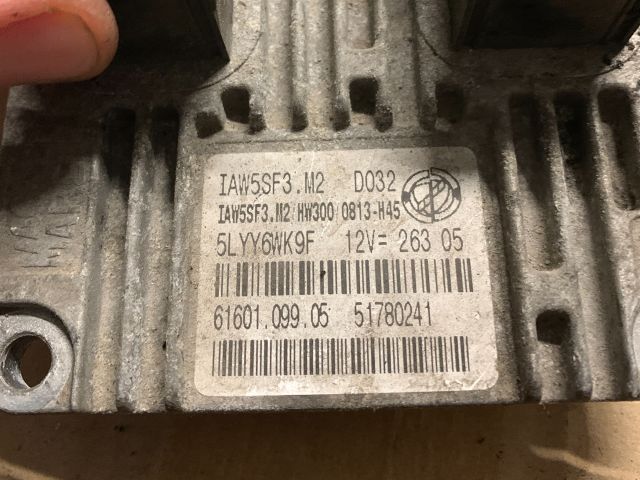 IAW5SF3.M2 D032
IAW5SF3.M2 HW300 0813-H45
5LYY6WK9F 12V= 263 05
61601.099.05 51780241